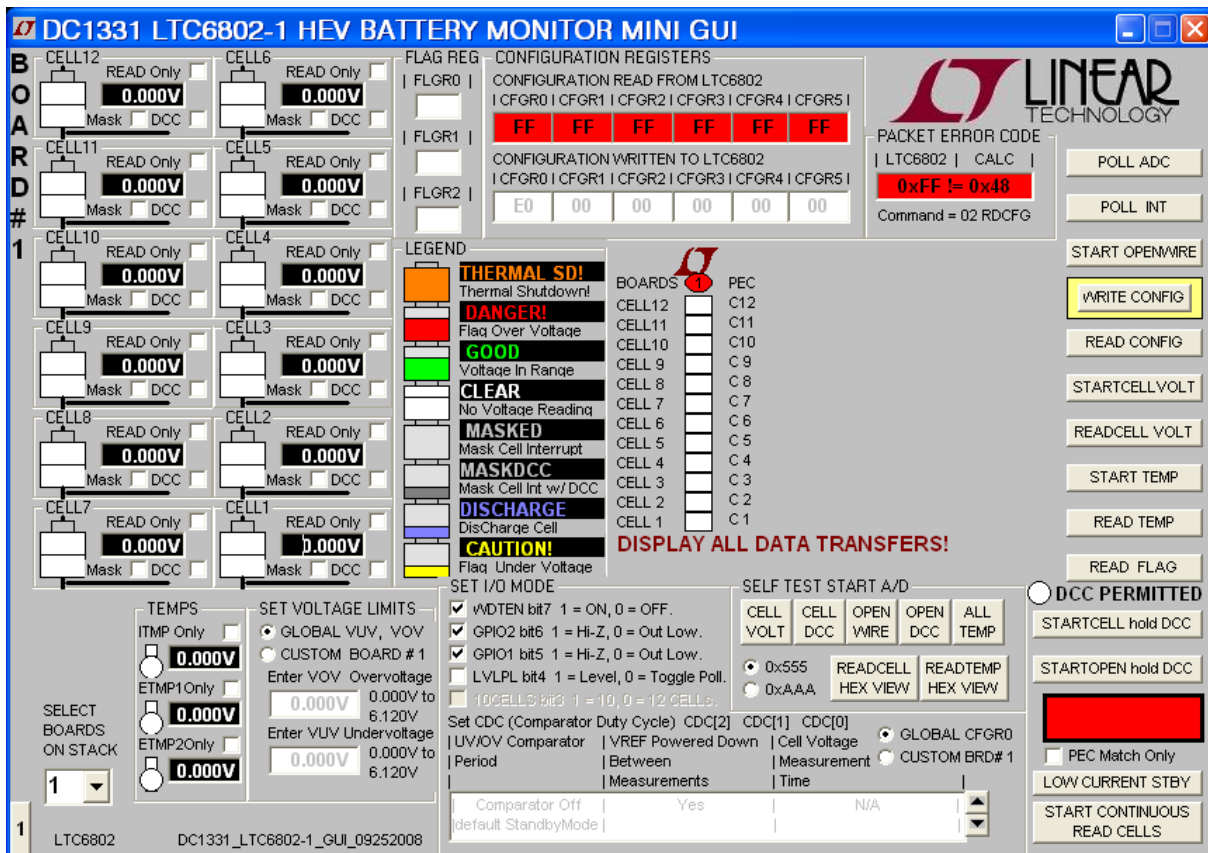 DC1331 LTC6802-1 HEV BATTERY MONITOR MINI GUI
BOARD#1
CELL12
READ Only
0.000V
Mask DCC
CELL6
READ Only
0.000V
Mask DCC
CELL11
READ Only
0.000V
Mask DCC
CELL5
READ Only
0.000V
Mask DCC
CELL10
READ Only
0.000V
Mask DCC
CELL4
READ Only
0.000V
Mask DCC
CELL9
READ Only
0.000V
Mask DCC
CELL3
READ Only
0.000V
Mask DCC
CELL8
READ Only
0.000V
Mask DCC
CELL2
READ Only
0.000V
Mask DCC
CELL7
READ Only
0.000V
Mask DCC
CELL1
READ Only
0.000V
Mask DCC
FLAG REG
| FLGR0 |
| FLGR1 |
| FLGR2 |
CONFIGURATION REGISTERS
CONFIGURATION READ FROM LTC6802
| CFGR0 | CFGR1 | CFGR2 | CFGR3 | CFGR4 | CFGR5 |
FF FF FF FF FF FF
CONFIGURATION WRITTEN TO LTC6802
| CFGR0 | CFGR1 | CFGR2 | CFGR3 | CFGR4 | CFGR5 |
E0 00 00 00 00 00
LINEAR
TECHNOLOGY
PACKET ERROR CODE
| LTC6802 | CALC |
0xFF != 0x48
Command = 02 RDCFG
LEGEND
THERMAL SD!
Thermal Shutdown!
DANGER!
Flag Over Voltage
GOOD
Voltage In Range
CLEAR
No Voltage Reading
MASKED
Mask Cell Interrupt
MASKDCC
Mask Cell Int w/ DCC
DISCHARGE
DisCharge Cell
CAUTION!
Flag Under Voltage
BOARDS 1 PEC
CELL12 C12
CELL11 C11
CELL10 C10
CELL 9 C 9
CELL 8 C 8
CELL 7 C 7
CELL 6 C 6
CELL 5 C 5
CELL 4 C 4
CELL 3 C 3
CELL 2 C 2
CELL 1 C 1
DISPLAY ALL DATA TRANSFERS!
POLL ADC
POLL INT
START OPENWIRE
WRITE CONFIG
READ CONFIG
STARTCELLVOLT
READCELL VOLT
START TEMP
READ TEMP
READ FLAG
DCC PERMITTED
STARTCELL hold DCC
STARTOPEN hold DCC
PEC Match Only
LOW CURRENT STBY
START CONTINUOUS
READ CELLS
SELECT
BOARDS
ON STACK
1
1
LTC6802
DC1331_LTC6802-1_GUI_09252008
TEMPS
ITMP Only
0.000V
ETMP1Only
0.000V
ETMP2Only
0.000V
SET VOLTAGE LIMITS
GLOBAL VUV, VOV
CUSTOM BOARD # 1
Enter VOV Overvoltage
0.000V 0.000V to
6.120V
Enter VUV Undervoltage
0.000V 0.000V to
6.120V
SET I/O MODE
WDTEN bit7 1 = ON, 0 = OFF.
GPIO2 bit6 1 = Hi-Z, 0 = Out Low.
GPIO1 bit5 1 = Hi-Z, 0 = Out Low.
LVLPL bit4 1 = Level, 0 = Toggle Poll.
10CELLS bit3 1 = 10, 0 = 12 CELLs.
SELF TEST START A/D
CELL VOLT
CELL DCC
OPEN WIRE
OPEN DCC
ALL TEMP
0x555
0xAAA
READCELL HEX VIEW
READTEMP HEX VIEW
Set CDC (Comparator Duty Cycle) CDC[2] CDC[1] CDC[0]
GLOBAL CFGR0
CUSTOM BRD# 1
| UV/OV Comparator | VREF Powered Down | Cell Voltage
| Period | Between | Measurement
| | Measurements | Time |
| Comparator Off | Yes | N/A |
|default StandbyMode | | |